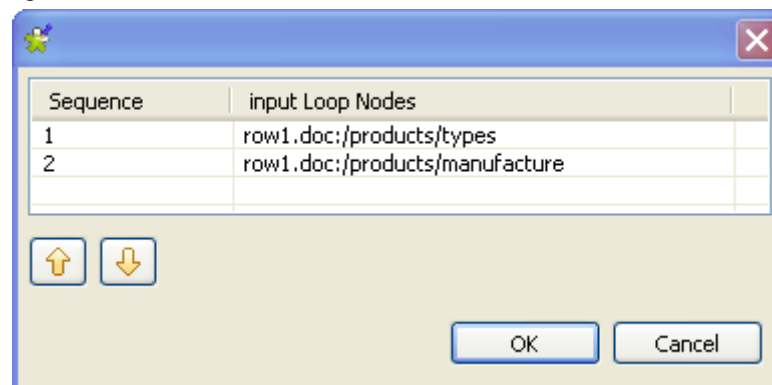 Sequence input Loop Nodes
1 row1.doc:/products/types
2 row1.doc:/products/manufacture
OK Cancel